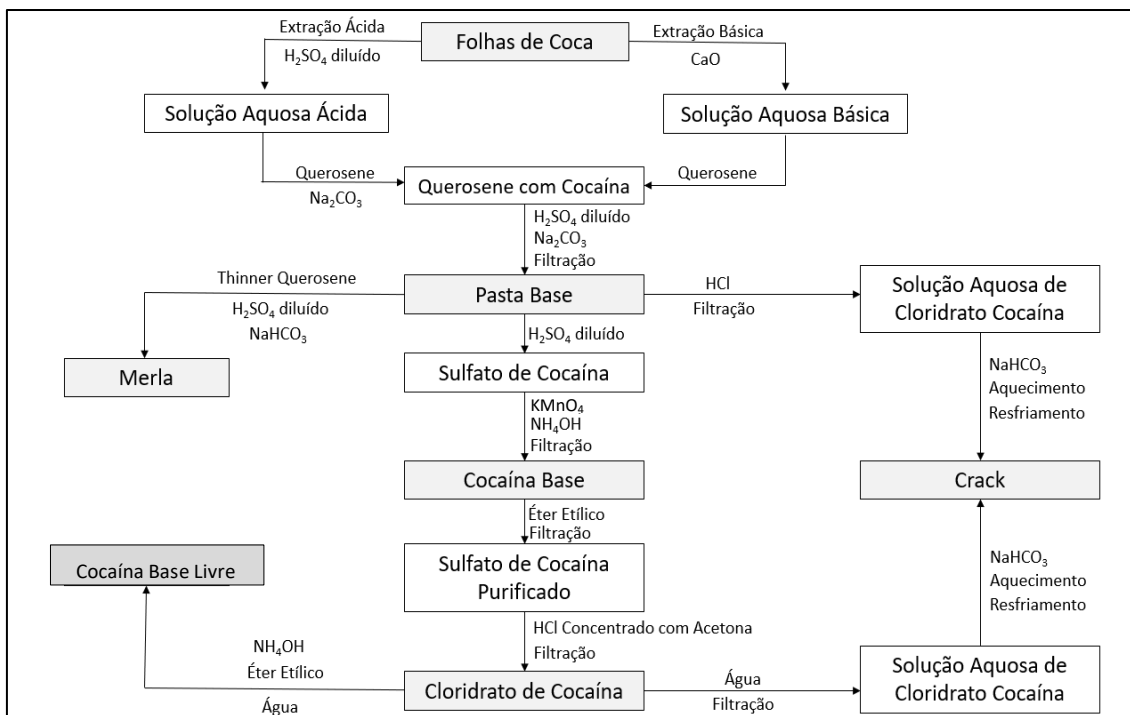 Extração Ácida
H₂SO₄ diluído
Folhas de Coca
Extração Básica
CaO
Solução Aquosa Ácida
Solução Aquosa Básica
Querosene
Na₂CO₃
Querosene com Cocaína
Querosene
H₂SO₄ diluído
Na₂CO₃
Filtração
Thinner Querosene
H₂SO₄ diluído
NaHCO₃
Pasta Base
HCl
Filtração
Solução Aquosa de
Cloridrato Cocaína
H₂SO₄ diluído
Merla
Sulfato de Cocaína
NaHCO₃
Aquecimento
Resfriamento
KMnO₄
NH₄OH
Filtração
Cocaína Base
Crack
Éter Etílico
Filtração
Cocaína Base Livre
Sulfato de Cocaína
Purificado
NaHCO₃
Aquecimento
Resfriamento
HCl Concentrado com Acetona
Filtração
NH₄OH
Éter Etílico
Água
Cloridrato de Cocaína
Água
Filtração
Solução Aquosa de
Cloridrato Cocaína